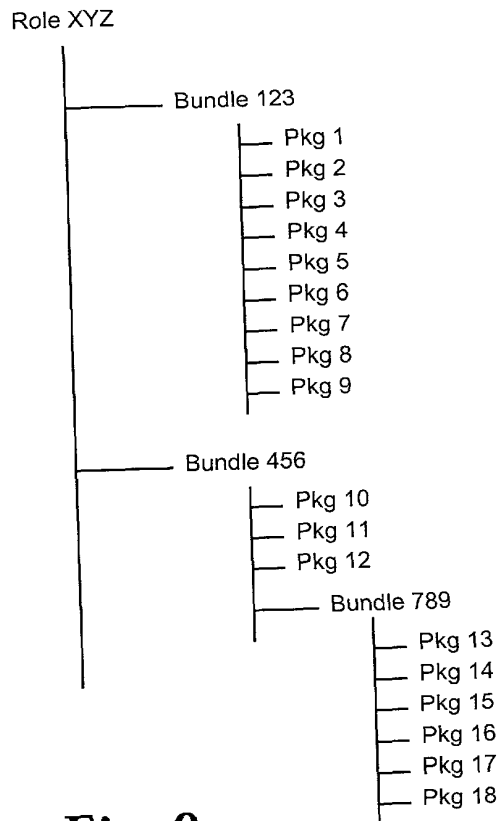 Role XYZ
Bundle 123
Pkg 1
Pkg 2
Pkg 3
Pkg 4
Pkg 5
Pkg 6
Pkg 7
Pkg 8
Pkg 9
Bundle 456
Pkg 10
Pkg 11
Pkg 12
Bundle 789
Pkg 13
Pkg 14
Pkg 15
Pkg 16
Pkg 17
Pkg 18